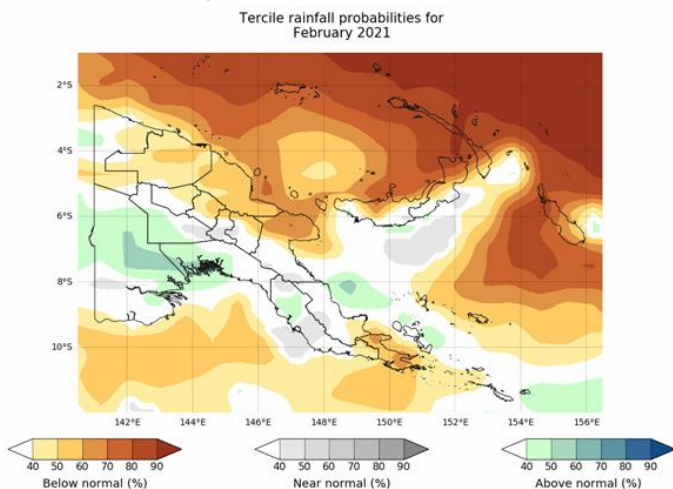 Tercile rainfall probabilities for
February 2021
2°S
4°S
6°S
8°S
10°S
142°E 144°E 146°E 148°E 150°E 152°E 154°E 156°E
40 50 60 70 80 90 40 50 60 70 80 90 40 50 60 70 80 90
Below normal (%) Near normal (%) Above normal (%)